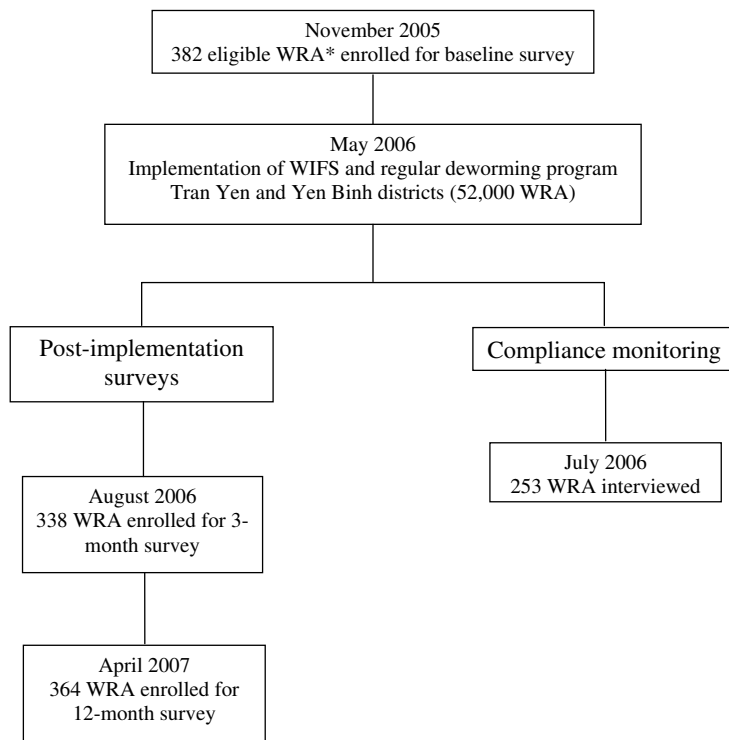 November 2005
382 eligible WRA* enrolled for baseline survey
May 2006
Implementation of WIFS and regular deworming program
Tran Yen and Yen Binh districts (52,000 WRA)
Post-implementation
surveys
Compliance monitoring
July 2006
253 WRA interviewed
August 2006
338 WRA enrolled for 3-
month survey
April 2007
364 WRA enrolled for
12-month survey